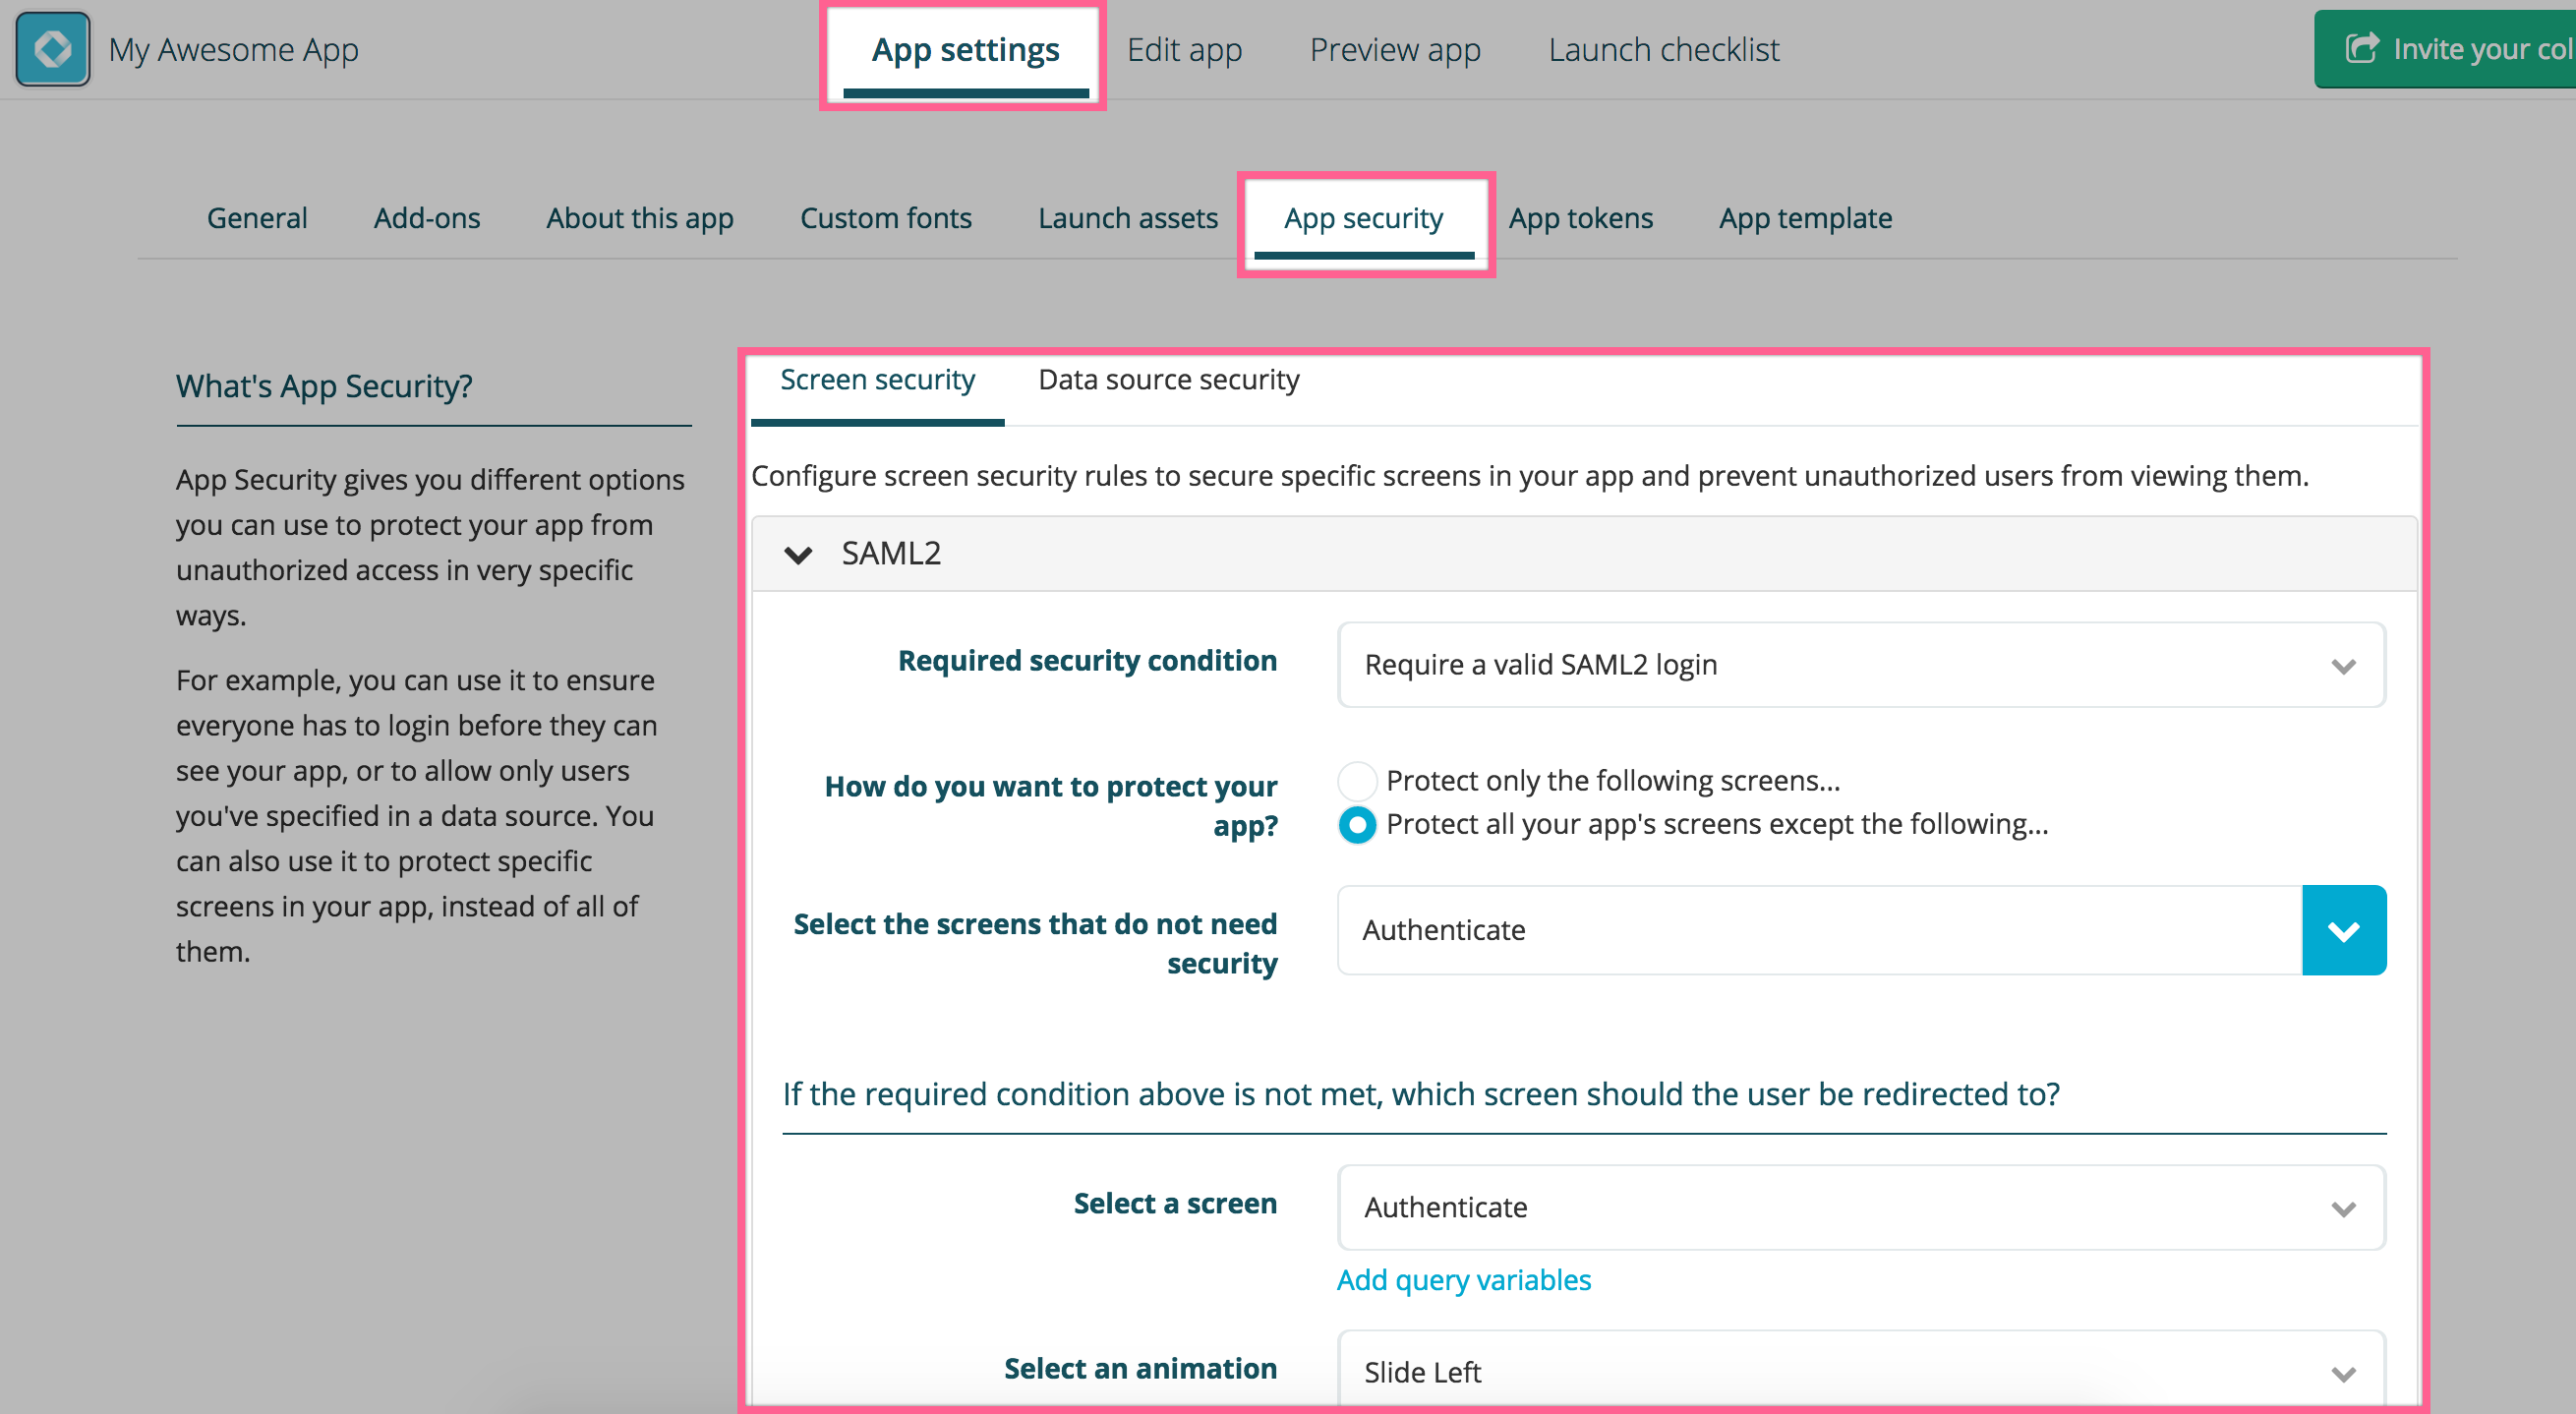 My Awesome App
App settings
Edit app
Preview app
Launch checklist
Invite your col
General
Add-ons
About this app
Custom fonts
Launch assets
App security
App tokens
App template
What's App Security?
App Security gives you different options
you can use to protect your app from
unauthorized access in very specific
ways.
For example, you can use it to ensure
everyone has to login before they can
see your app, or to allow only users
you've specified in a data source. You
can also use it to protect specific
screens in your app, instead of all of
them.
Screen security
Data source security
Configure screen security rules to secure specific screens in your app and prevent unauthorized users from viewing them.
SAML2
Required security condition
Require a valid SAML2 login
How do you want to protect your
app?
Protect only the following screens...
Protect all your app's screens except the following...
Select the screens that do not need
security
Authenticate
If the required condition above is not met, which screen should the user be redirected to?
Select a screen
Authenticate
Add query variables
Select an animation
Slide Left